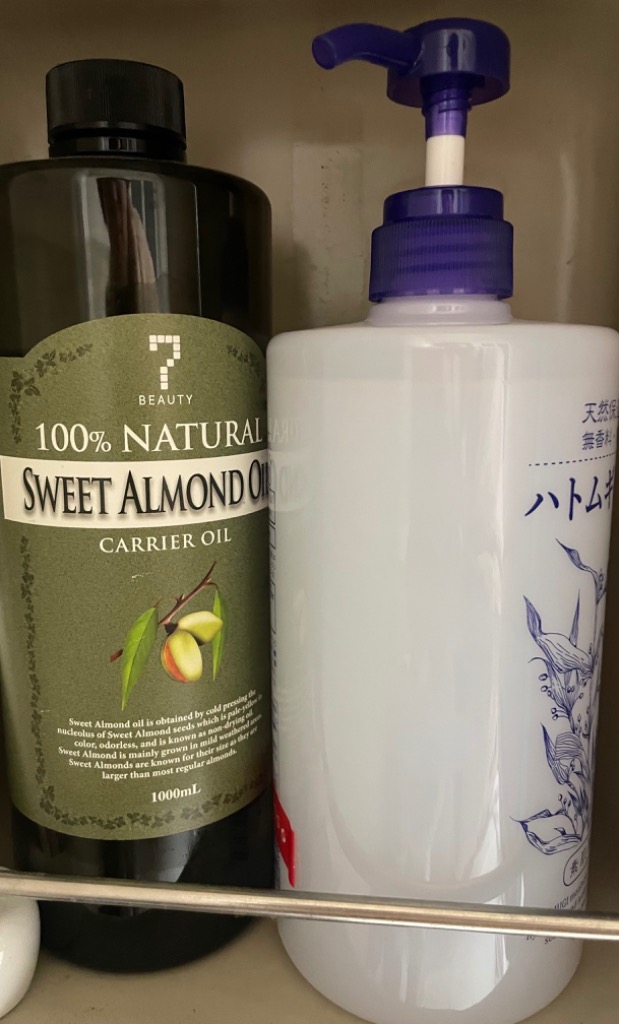 7
BEAUTY
100% NATURAL
SWEET ALMOND OIL
CARRIER OIL
Sweet Almond oil is obtained by cold pressing the
nucleolus of Sweet Almond seeds which is pale-yellow in
color, odorless, and is known as non-drying oil.
Sweet Almond is mainly grown in mild weathered areas.
Sweet Almonds are known for their size as they are
larger than most regular almonds.
1000mL
天然保
無香料
ハトムギ